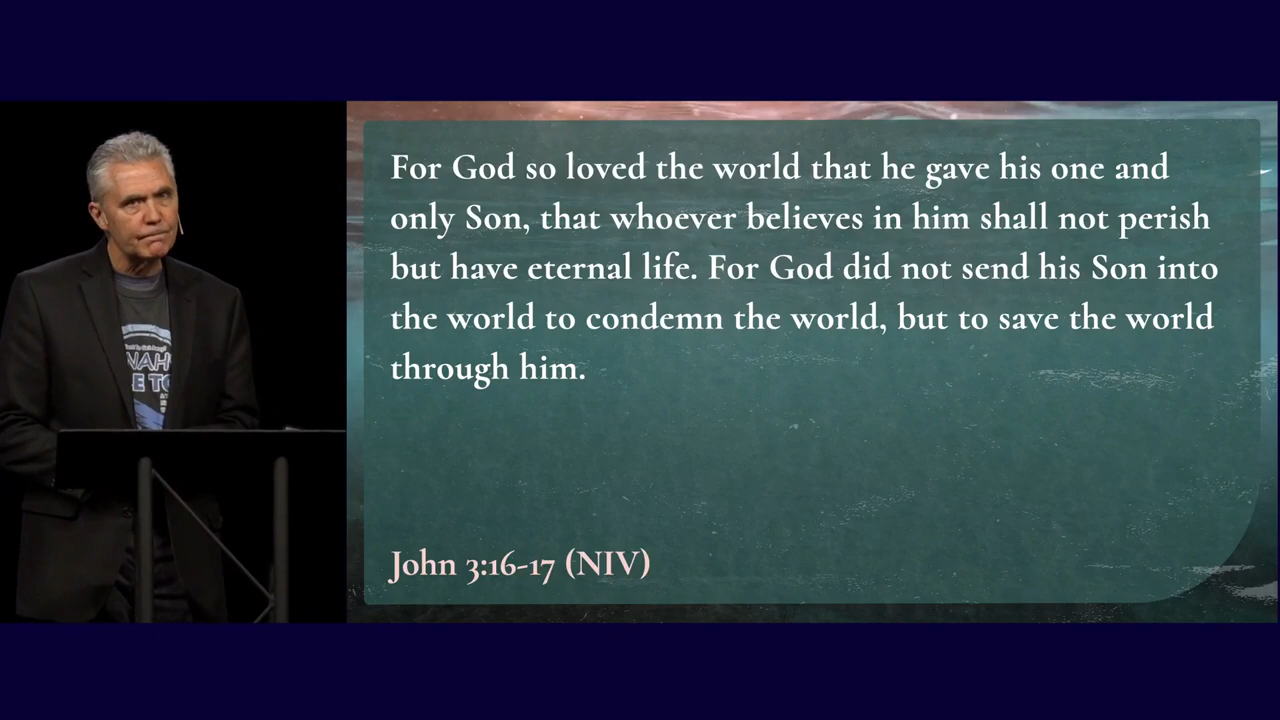 For God so loved the world that he gave his one and
only Son, that whoever believes in him shall not perish
but have eternal life. For God did not send his Son into
the world to condemn the world, but to save the world
through him.
John 3:16-17 (NIV)